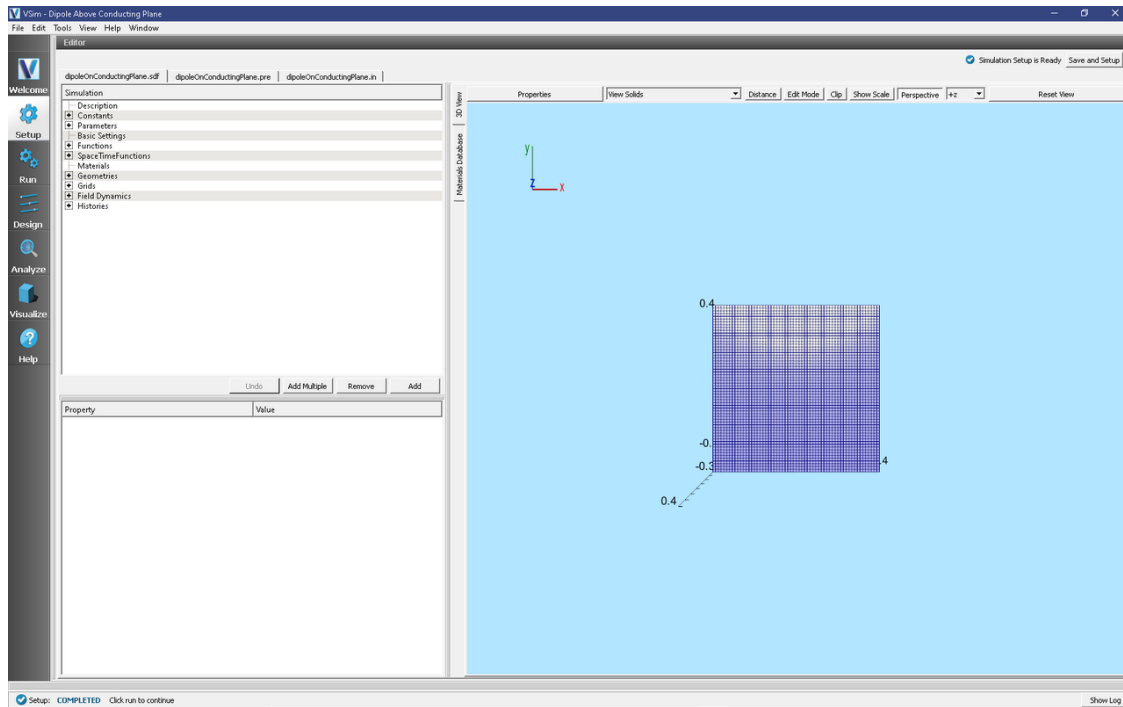 VSim - Dipole Above Conducting Plane
File Edit Tools View Help Window
Editor
Simulation Setup is Ready Save and Setup
Welcome
Setup
Run
Design
Analyze
Visualize
Help
dipoleOnConductingPlane.sdf dipoleOnConductingPlane.pre dipoleOnConductingPlane.in
Simulation
Description
Constants
Parameters
Basic Settings
Functions
SpaceTimeFunctions
Materials
Geometries
Grids
Field Dynamics
Histories
Undo Add Multiple Remove Add
Property Value
3D View
Materials Database
Properties View Solids Distance Edit Mode Clip Show Scale Perspective +z Reset View
y
z x
0.4
-0.
-0.3 .4
0.4
Setup: COMPLETED Click run to continue Show Log